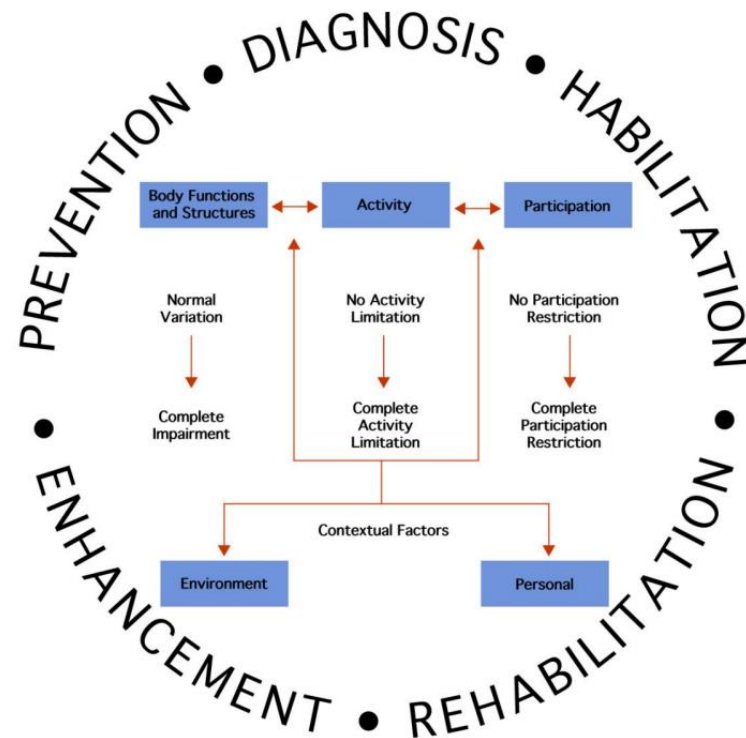 PREVENTION • DIAGNOSIS • HABILITATION • REHABILITATION • ENHANCEMENT •
Body Functions
and Structures
Activity
Participation
Normal
Variation
No Activity
Limitation
No Participation
Restriction
Complete
Impairment
Complete
Activity
Limitation
Complete
Participation
Restriction
Contextual Factors
Environment
Personal